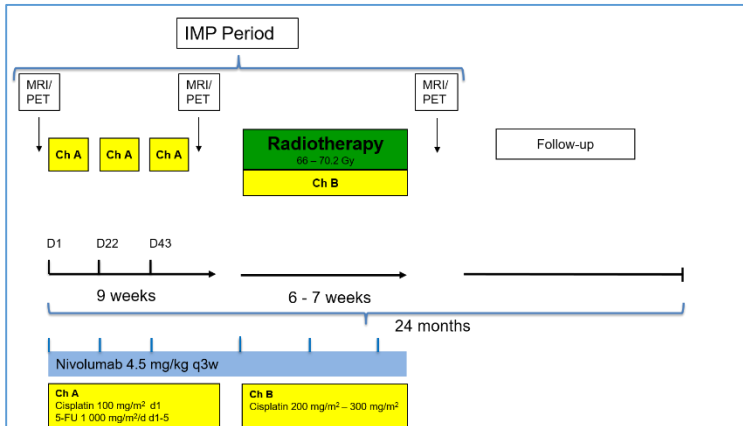 IMP Period
MRI/
PET
MRI/
PET
MRI/
PET
Ch A
Ch A
Ch A
Radiotherapy
66 – 70.2 Gy
Ch B
Follow-up
D1
D22
D43
9 weeks
6 - 7 weeks
24 months
Nivolumab 4.5 mg/kg q3w
Ch A
Cisplatin 100 mg/m² d1
5-FU 1 000 mg/m²/d d1-5
Ch B
Cisplatin 200 mg/m² – 300 mg/m²